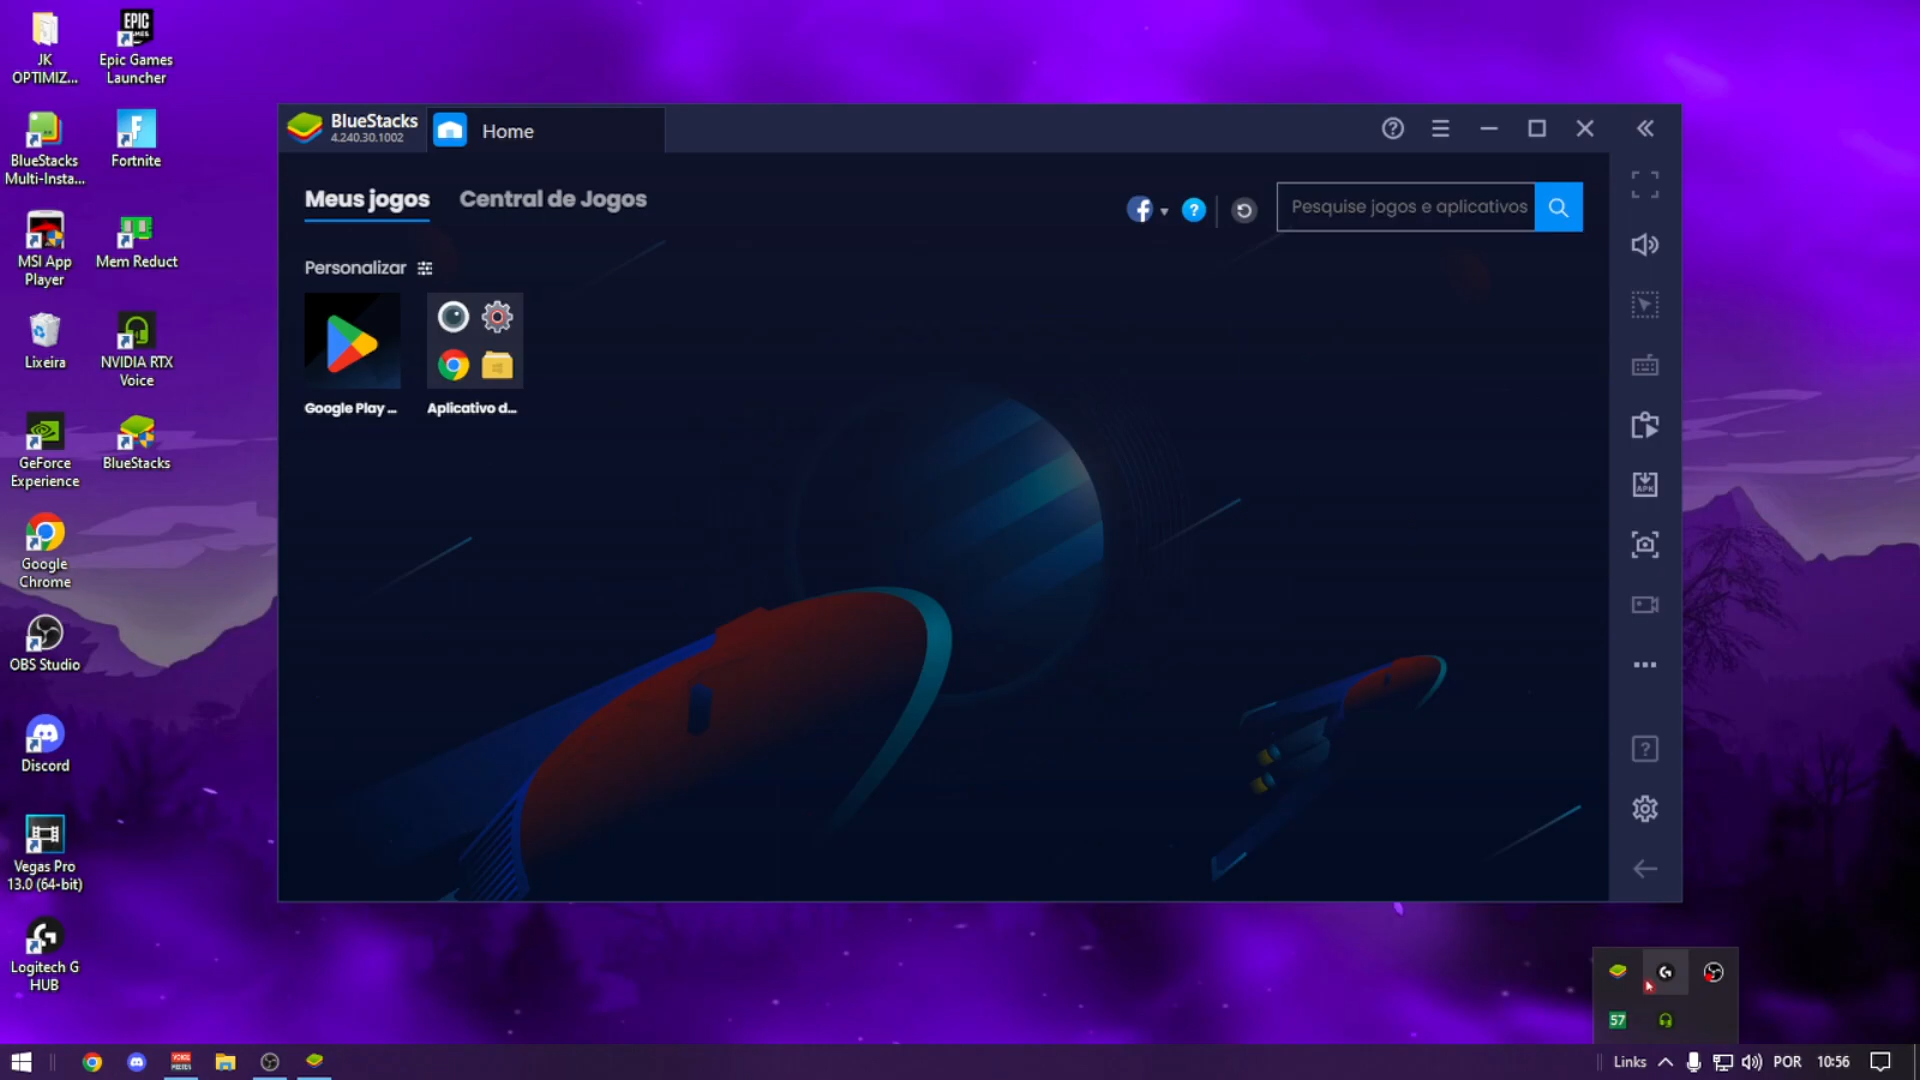 JK
OPTIMIZ...
Epic Games
Launcher
BlueStacks
Multi-Insta...
Fortnite
MSI App
Player
Mem Reduct
Lixeira
NVIDIA RTX
Voice
GeForce
Experience
BlueStacks
Google
Chrome
OBS Studio
Discord
Vegas Pro
13.0 (64-bit)
Logitech G
HUB
EPIC
GAMES
BlueStacks
4.240.30.1002
Home
Meus jogos
Central de Jogos
Pesquise jogos e aplicativos
Personalizar
Google Play ...
Aplicativo d...
APK
57
Links
POR
10:56